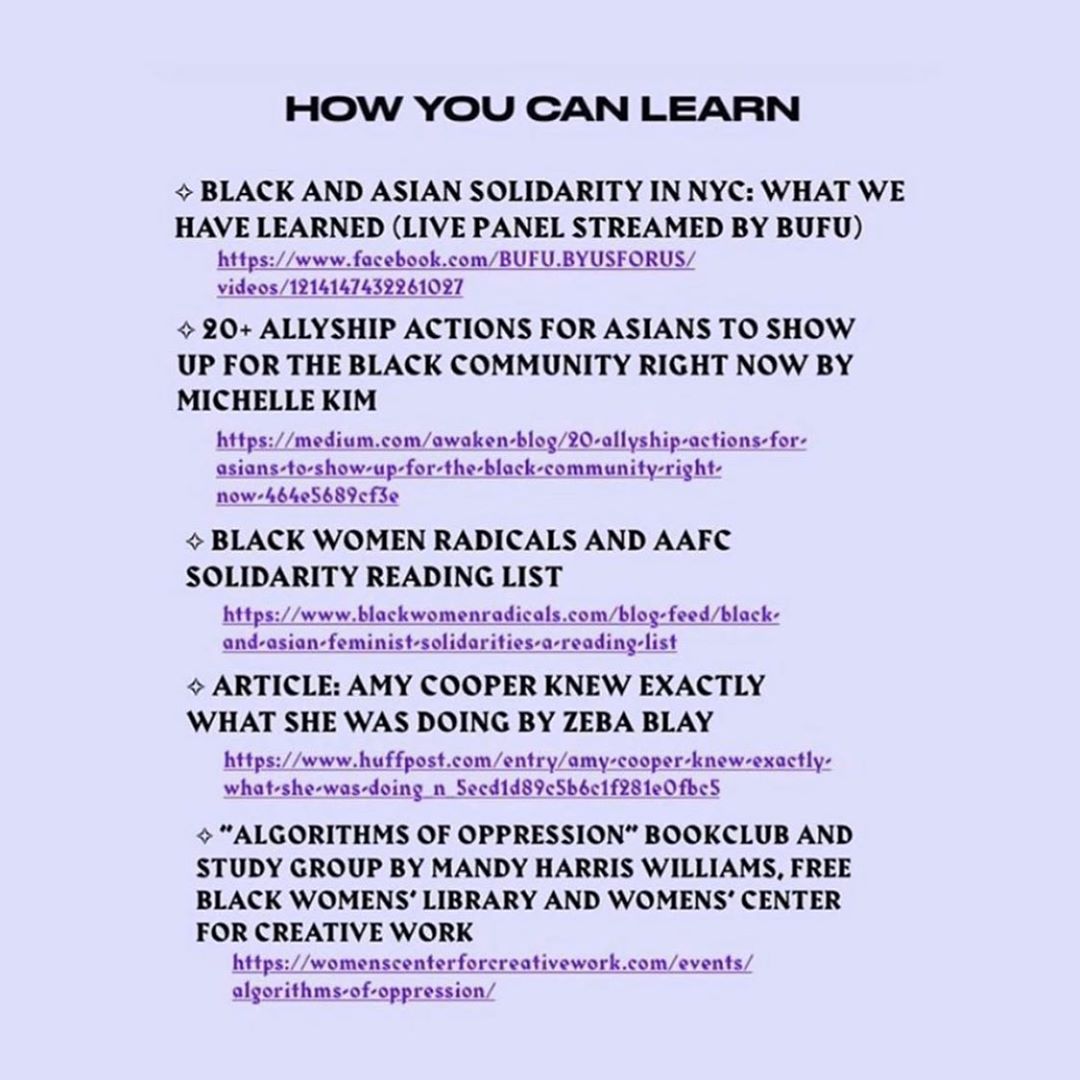 HOW YOU CAN LEARN
✧ BLACK AND ASIAN SOLIDARITY IN NYC: WHAT WE
HAVE LEARNED (LIVE PANEL STREAMED BY BUFU)
https://www.facebook.com/BUFU.BYUSFORUS/
videos/1214147432261027
✧ 20+ ALLYSHIP ACTIONS FOR ASIANS TO SHOW
UP FOR THE BLACK COMMUNITY RIGHT NOW BY
MICHELLE KIM
https://medium.com/awaken-blog/20-allyship-actions-for-
asians-to-show-up-for-the-black-community-right-
now-464e5689cf3e
✧ BLACK WOMEN RADICALS AND AAFC
SOLIDARITY READING LIST
https://www.blackwomenradicals.com/blog-feed/black-
and-asian-feminist-solidarities-a-reading-list
✧ ARTICLE: AMY COOPER KNEW EXACTLY
WHAT SHE WAS DOING BY ZEBA BLAY
https://www.huffpost.com/entry/amy-cooper-knew-exactly-
what-she-was-doing_n_5ecd1d89c5b6c1f281e0fbc5
✧ "ALGORITHMS OF OPPRESSION" BOOKCLUB AND
STUDY GROUP BY MANDY HARRIS WILLIAMS, FREE
BLACK WOMENS' LIBRARY AND WOMENS' CENTER
FOR CREATIVE WORK
https://womenscenterforcreativework.com/events/
algorithms-of-oppression/